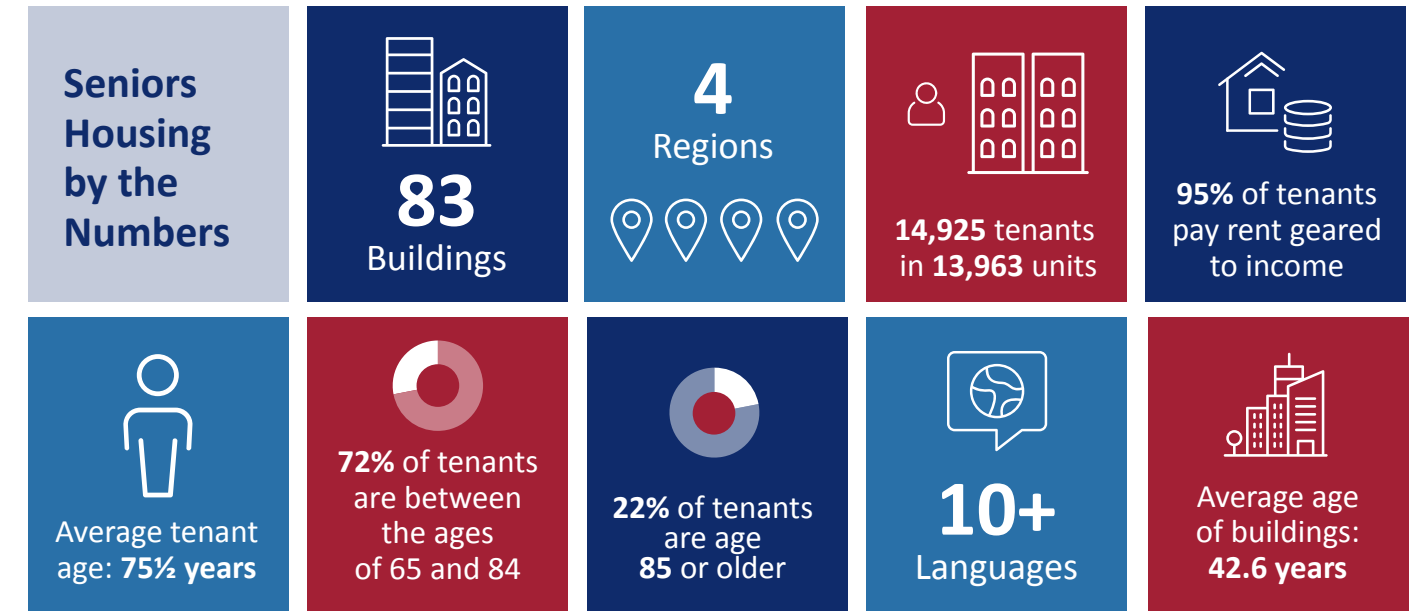 Seniors
Housing
by the
Numbers
83
Buildings
4
Regions
14,925 tenants
in 13,963 units
95% of tenants
pay rent geared
to income
Average tenant
age: 75½ years
72% of tenants
are between
the ages
of 65 and 84
22% of tenants
are age
85 or older
10+
Languages
Average age
of buildings:
42.6 years